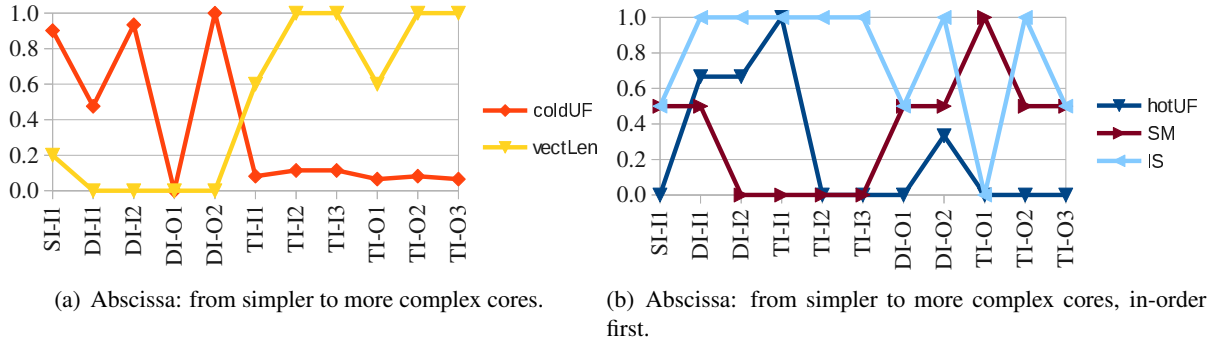 1.0
0.8
0.6
0.4
0.2
0.0
SI-I1
DI-I1
DI-I2
DI-O1
DI-O2
TI-I1
TI-I2
TI-I3
TI-O1
TI-O2
TI-O3
coldUF
vectLen
(a) Abscissa: from simpler to more complex cores.
1.0
0.8
0.6
0.4
0.2
0.0
SI-I1
DI-I1
DI-I2
TI-I1
TI-I2
TI-I3
DI-O1
DI-O2
TI-O1
TI-O2
TI-O3
hotUF
SM
IS
(b) Abscissa: from simpler to more complex cores, in-order
first.